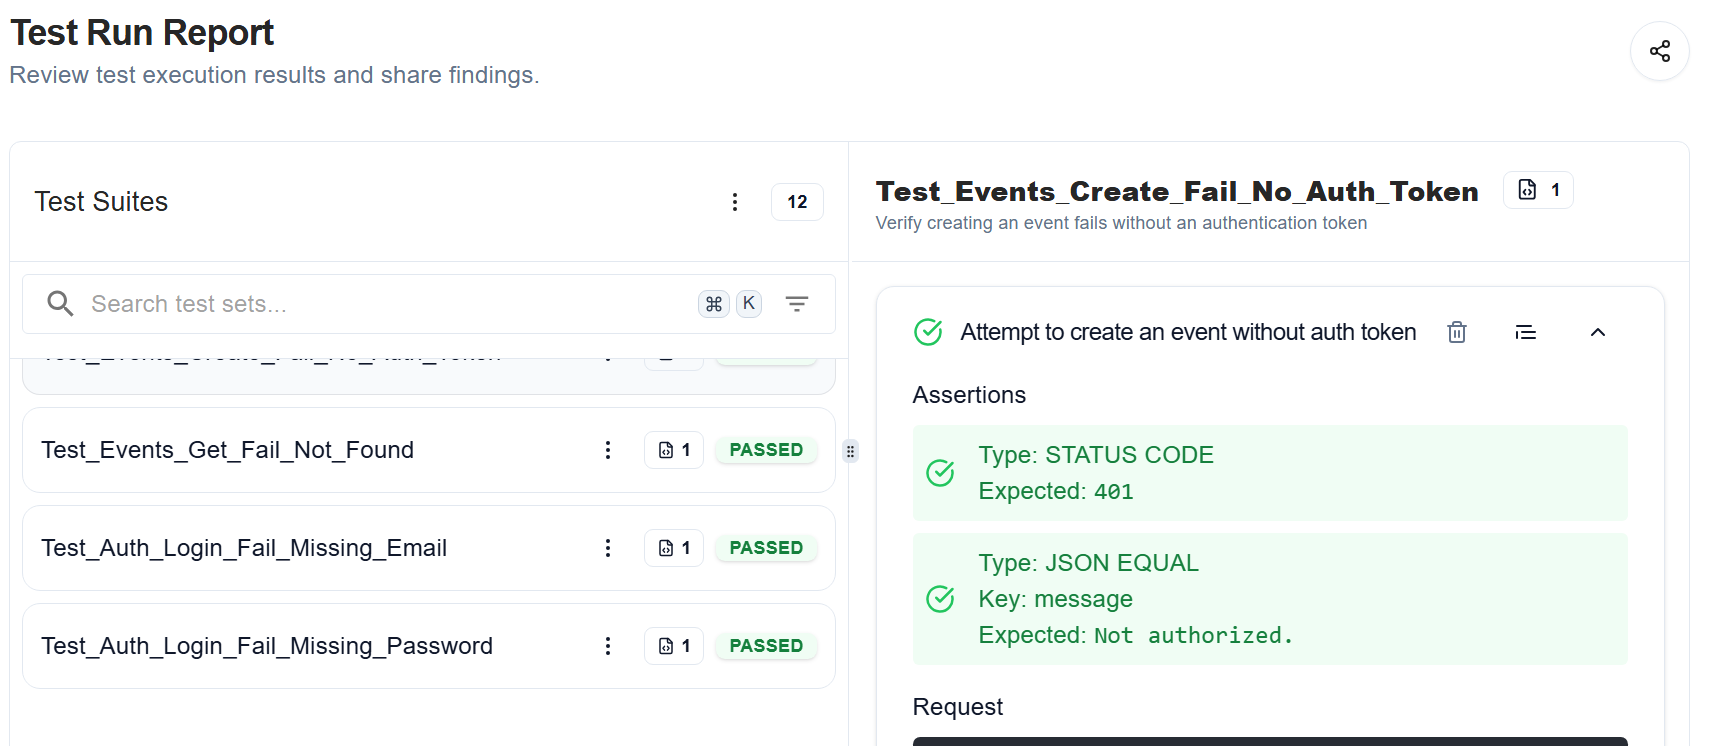 Test Run Report
Review test execution results and share findings.
Test Suites
12
Search test sets...
⌘ K
Test_Events_Create_Fail_No_Auth_Token
Test_Events_Get_Fail_Not_Found
1
PASSED
Test_Auth_Login_Fail_Missing_Email
1
PASSED
Test_Auth_Login_Fail_Missing_Password
1
PASSED
Test_Events_Create_Fail_No_Auth_Token
1
Verify creating an event fails without an authentication token
Attempt to create an event without auth token
Assertions
Type: STATUS CODE
Expected: 401
Type: JSON EQUAL
Key: message
Expected: Not authorized.
Request